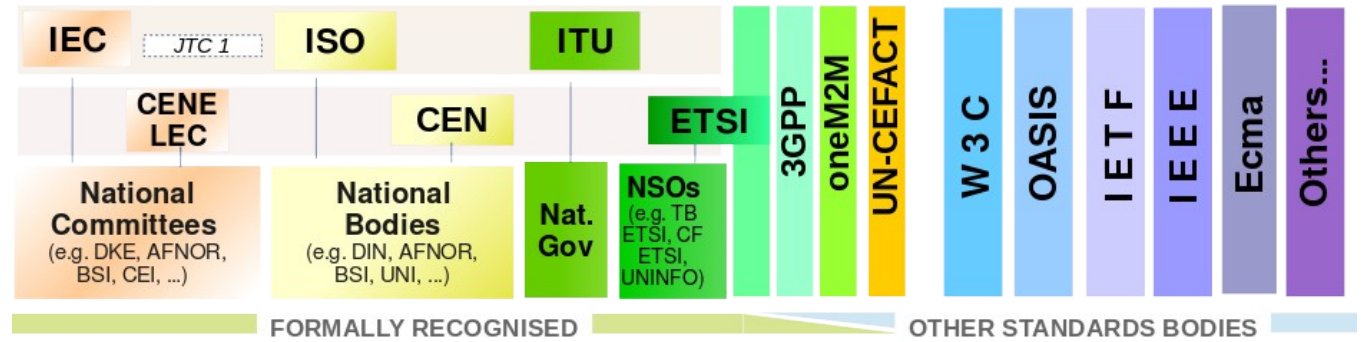 IEC
JTC 1
ISO
ITU
CENE
LEC
CEN
ETSI
National
Committees
(e.g. DKE, AFNOR,
BSI, CEI, ...)
National
Bodies
(e.g. DIN, AFNOR,
BSI, UNI, ...)
Nat.
Gov
NSOs
(e.g. TB
ETSI, CF
ETSI,
UNINFO)
3GPP
oneM2M
UN-CEFACT
W 3 C
OASIS
I E T F
I E E E
Ecma
Others...
FORMALLY RECOGNISED
OTHER STANDARDS BODIES